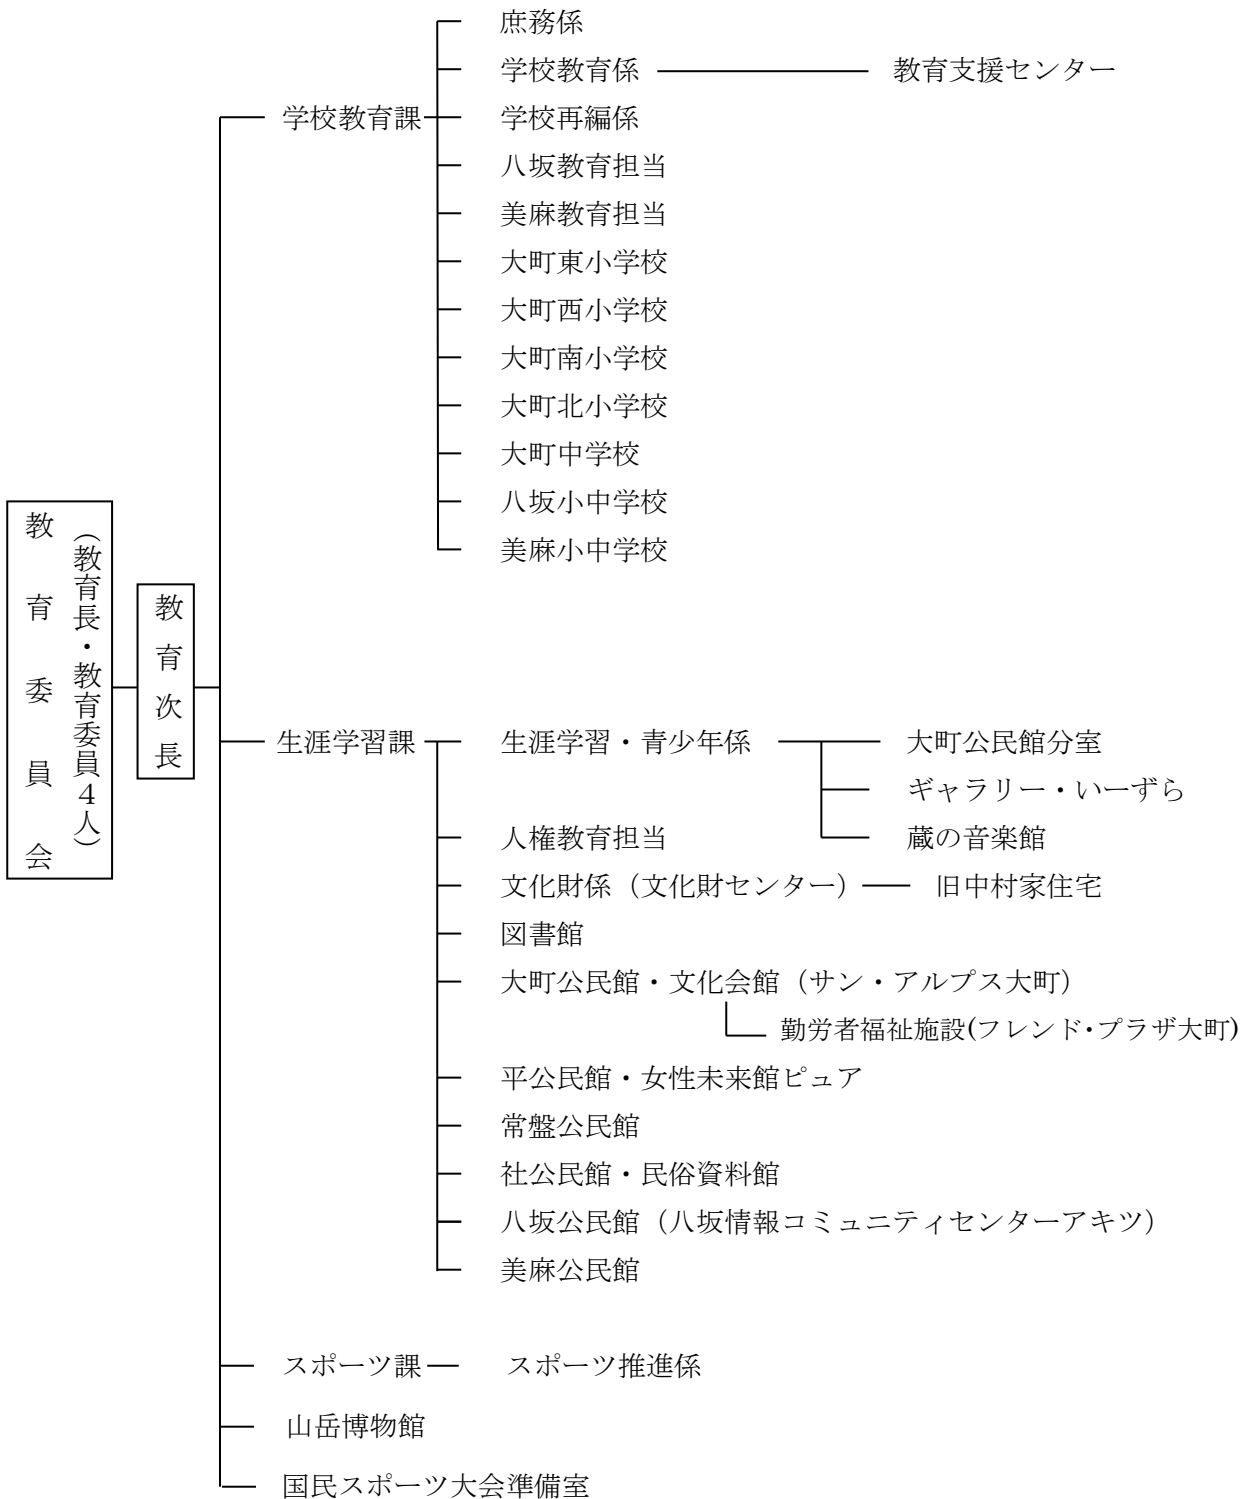 教育委員会
（教育長・教育委員４人）
教育次長
学校教育課
庶務係
学校教育係
教育支援センター
学校再編係
八坂教育担当
美麻教育担当
大町東小学校
大町西小学校
大町南小学校
大町北小学校
大町中学校
八坂小中学校
美麻小中学校
生涯学習課
生涯学習・青少年係
大町公民館分室
ギャラリー・いーずら
蔵の音楽館
人権教育担当
文化財係（文化財センター）
旧中村家住宅
図書館
大町公民館・文化会館（サン・アルプス大町）
勤労者福祉施設(フレンド・プラザ大町)
平公民館・女性未来館ピュア
常盤公民館
社公民館・民俗資料館
八坂公民館（八坂情報コミュニティセンターアキツ）
美麻公民館
スポーツ課
スポーツ推進係
山岳博物館
国民スポーツ大会準備室